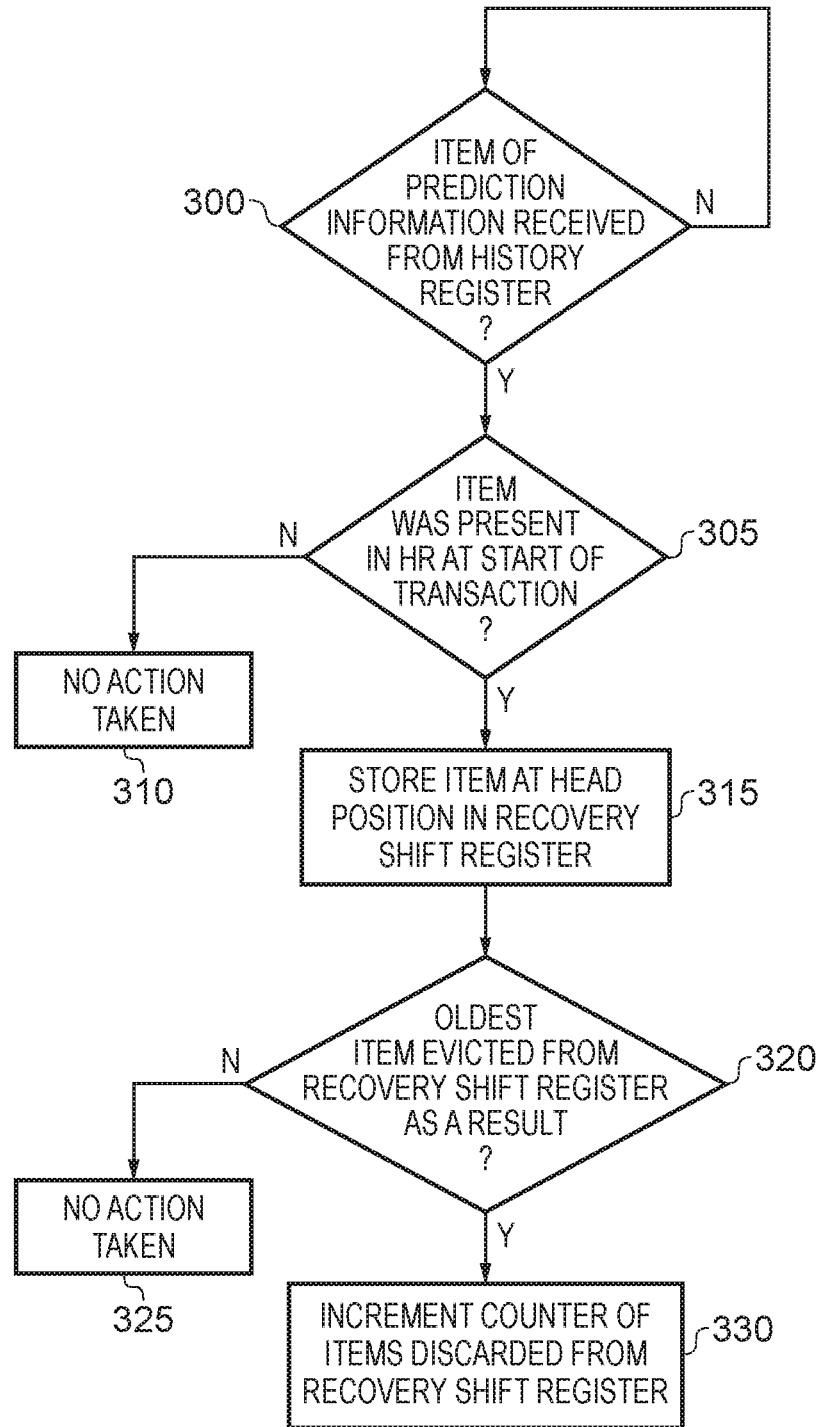 ITEM OF
PREDICTION
INFORMATION RECEIVED
FROM HISTORY
REGISTER
?
300
N
Y
ITEM
WAS PRESENT
IN HR AT START OF
TRANSACTION
?
305
N
NO ACTION
TAKEN
310
Y
STORE ITEM AT HEAD
POSITION IN RECOVERY
SHIFT REGISTER
315
OLDEST
ITEM EVICTED FROM
RECOVERY SHIFT REGISTER
AS A RESULT
?
320
N
NO ACTION
TAKEN
325
Y
INCREMENT COUNTER OF
ITEMS DISCARDED FROM
RECOVERY SHIFT REGISTER
330